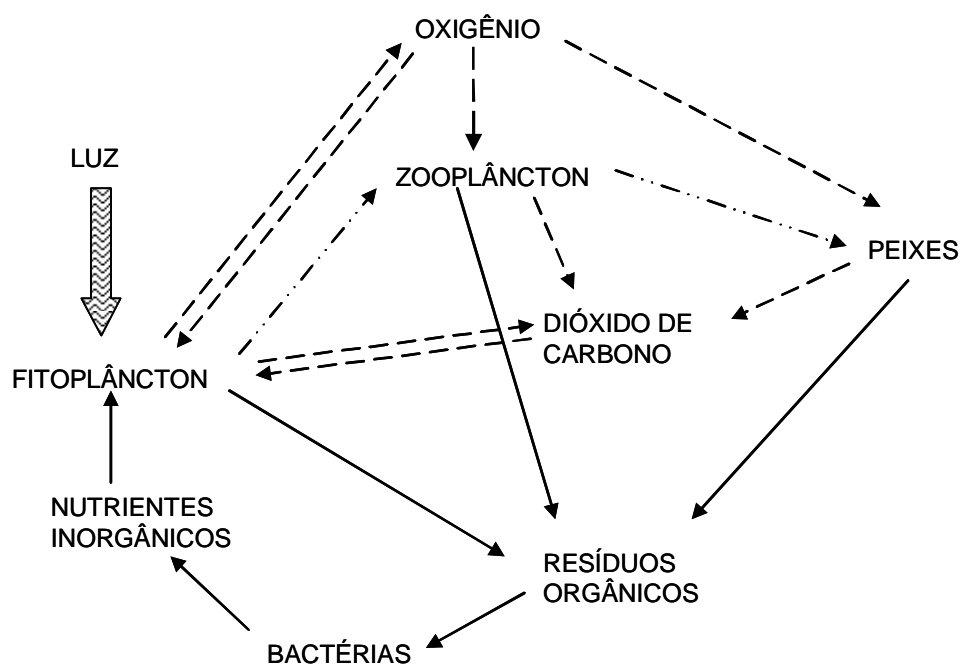 OXIGÊNIO
LUZ
ZOOPLÂNCTON
PEIXES
DIÓXIDO DE
CARBONO
FITOPLÂNCTON
NUTRIENTES
INORGÂNICOS
RESÍDUOS
ORGÂNICOS
BACTÉRIAS